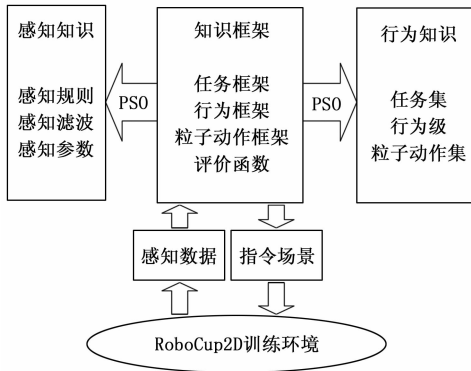 感知知识
感知规则
感知滤波
感知参数
PSO
知识框架
任务框架
行为框架
粒子动作框架
评价函数
PSO
行为知识
任务集
行为级
粒子动作集
感知数据
指令场景
RoboCup2D训练环境